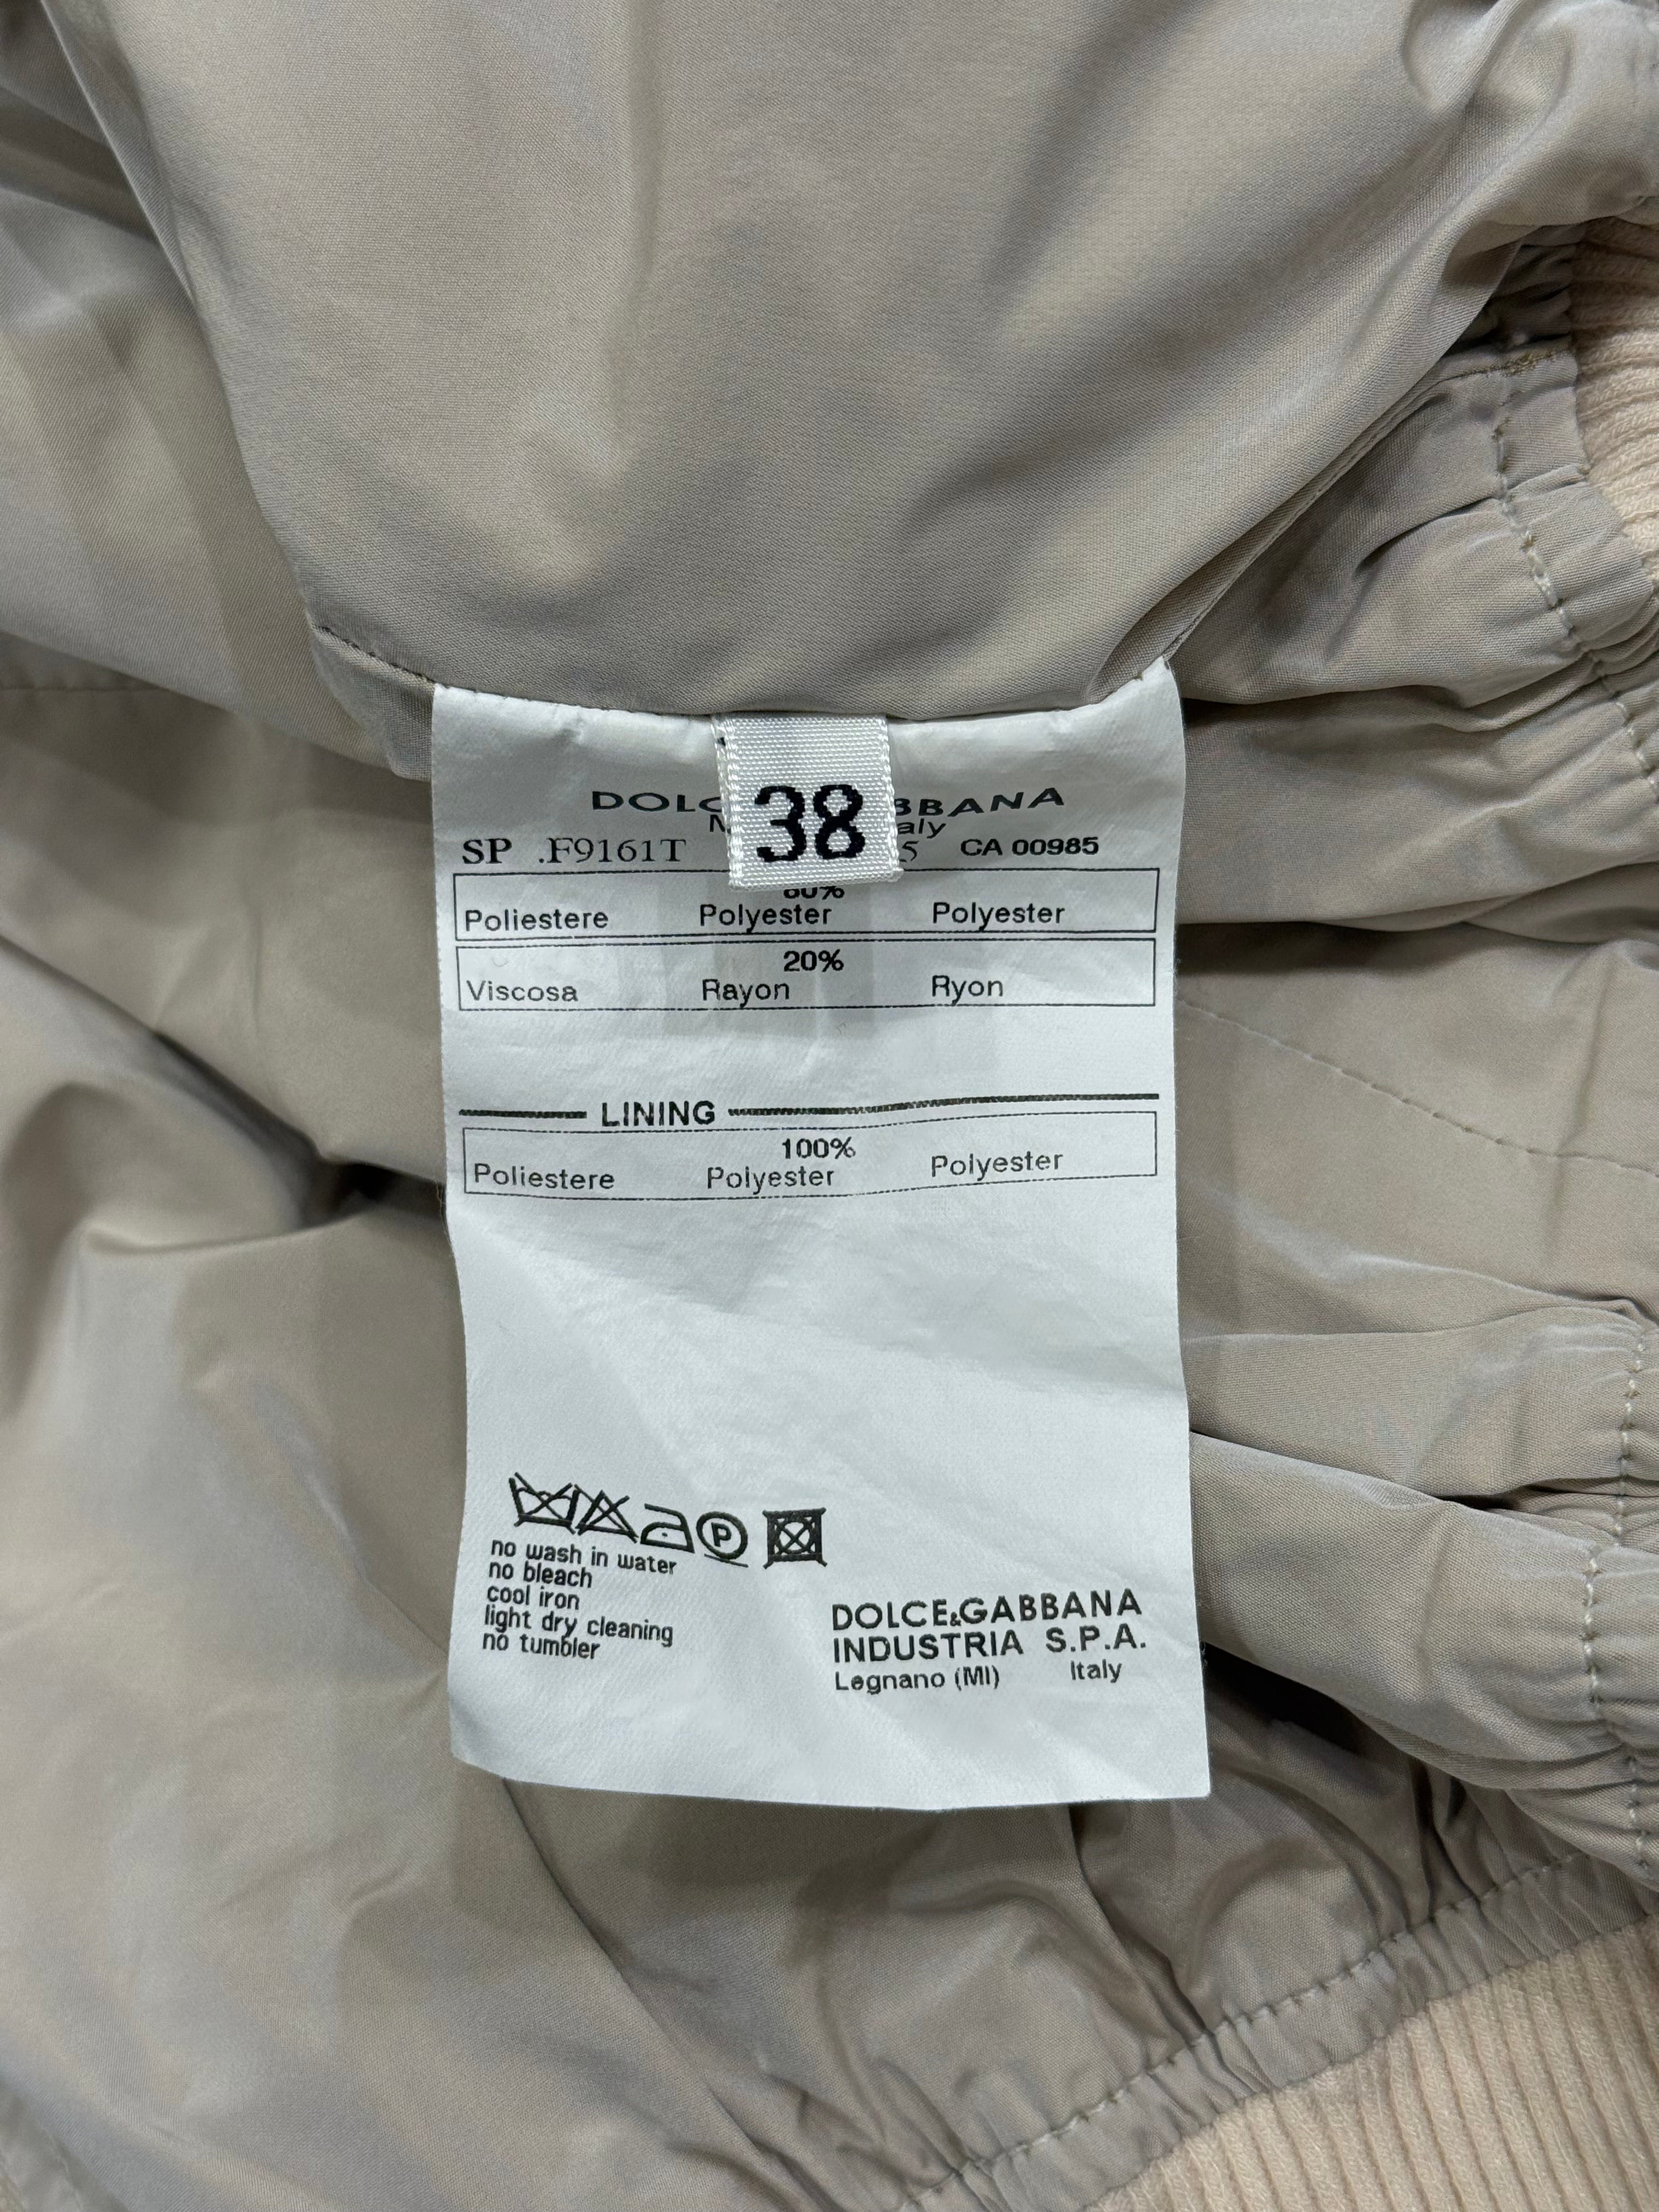 38
DOLC BBANA
aly
SP .F9161T 5 CA 00985
80%
Poliestere Polyester Polyester
20%
Viscosa Rayon Ryon
LINING
100%
Poliestere Polyester Polyester
P
no wash in water
no bleach
cool iron
light dry cleaning
no tumbler
DOLCE&GABBANA
INDUSTRIA S.P.A.
Legnano (MI) Italy